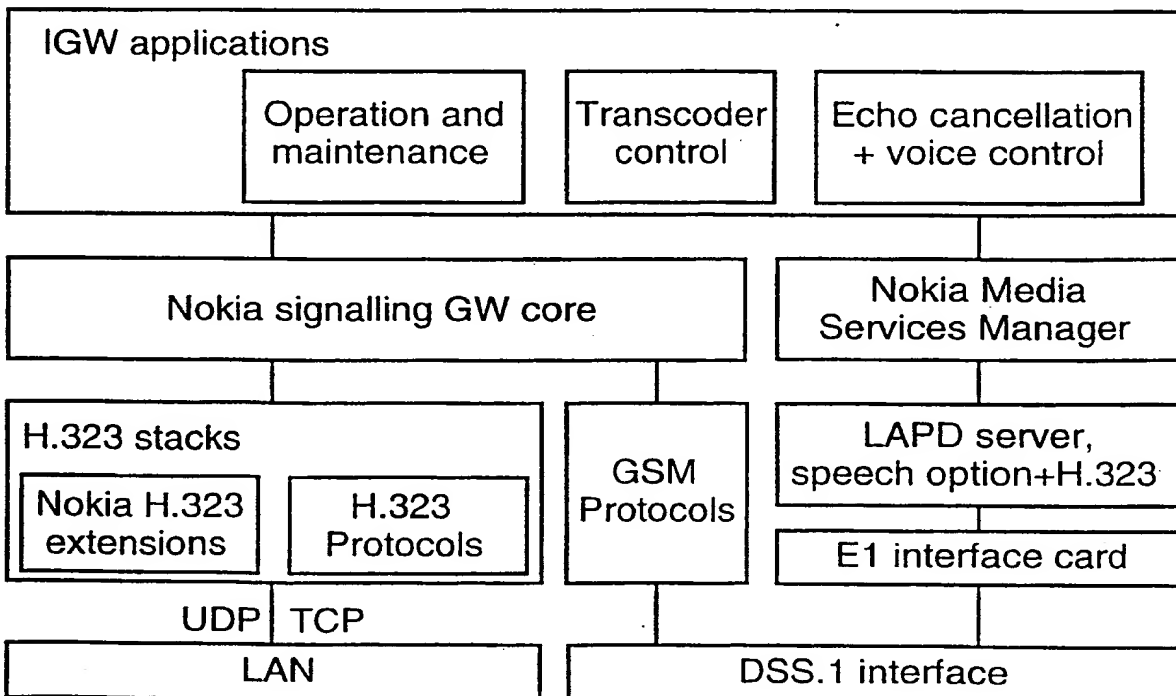 IGW applications
Operation and
maintenance
Transcoder
control
Echo cancellation
+ voice control
Nokia signalling GW core
Nokia Media
Services Manager
H.323 stacks
Nokia H.323
extensions
H.323
Protocols
GSM
Protocols
LAPD server,
speech option+H.323
E1 interface card
UDP TCP
LAN
DSS.1 interface